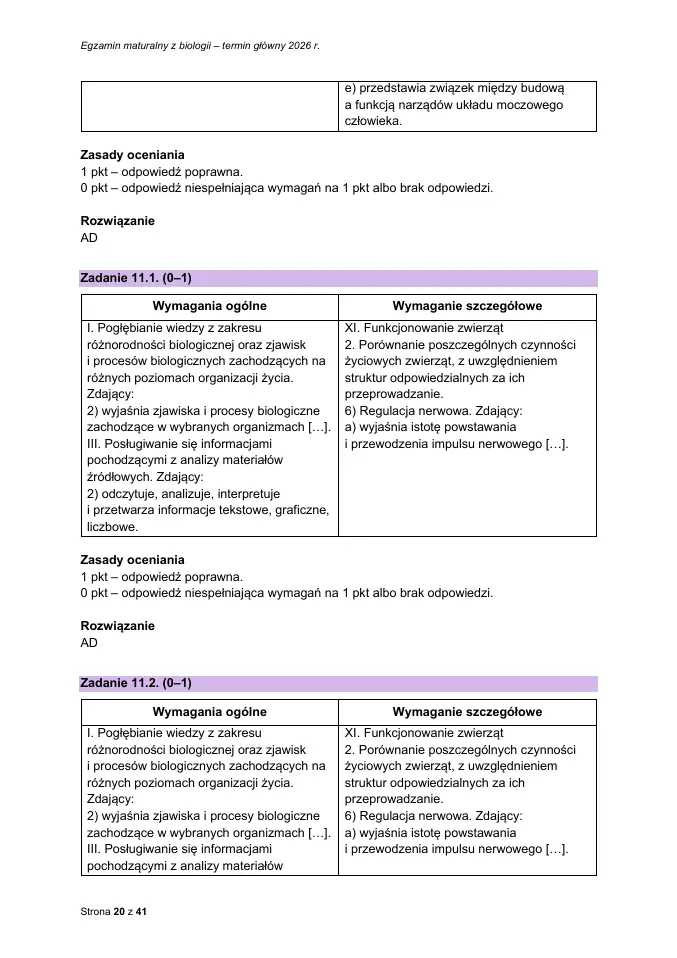 Egzamin maturalny z biologii – termin główny 2026 r.
e) przedstawia związek między budową
a funkcją narządów układu moczowego
człowieka.
Zasady oceniania
1 pkt – odpowiedź poprawna.
0 pkt – odpowiedź niespełniająca wymagań na 1 pkt albo brak odpowiedzi.
Rozwiązanie
AD
Zadanie 11.1. (0–1)
Wymagania ogólne
I. Pogłębianie wiedzy z zakresu
różnorodności biologicznej oraz zjawisk
i procesów biologicznych zachodzących na
różnych poziomach organizacji życia.
Zdający:
2) wyjaśnia zjawiska i procesy biologiczne
zachodzące w wybranych organizmach […].
III. Posługiwanie się informacjami
pochodzącymi z analizy materiałów
źródłowych. Zdający:
2) odczytuje, analizuje, interpretuje
i przetwarza informacje tekstowe, graficzne,
liczbowe.
Wymaganie szczegółowe
XI. Funkcjonowanie zwierząt
2. Porównanie poszczególnych czynności
życiowych zwierząt, z uwzględnieniem
struktur odpowiedzialnych za ich
przeprowadzanie.
6) Regulacja nerwowa. Zdający:
a) wyjaśnia istotę powstawania
i przewodzenia impulsu nerwowego […].
Zasady oceniania
1 pkt – odpowiedź poprawna.
0 pkt – odpowiedź niespełniająca wymagań na 1 pkt albo brak odpowiedzi.
Rozwiązanie
AD
Zadanie 11.2. (0–1)
Wymagania ogólne
I. Pogłębianie wiedzy z zakresu
różnorodności biologicznej oraz zjawisk
i procesów biologicznych zachodzących na
różnych poziomach organizacji życia.
Zdający:
2) wyjaśnia zjawiska i procesy biologiczne
zachodzące w wybranych organizmach […].
III. Posługiwanie się informacjami
pochodzącymi z analizy materiałów
Wymaganie szczegółowe
XI. Funkcjonowanie zwierząt
2. Porównanie poszczególnych czynności
życiowych zwierząt, z uwzględnieniem
struktur odpowiedzialnych za ich
przeprowadzanie.
6) Regulacja nerwowa. Zdający:
a) wyjaśnia istotę powstawania
i przewodzenia impulsu nerwowego […].
Strona 20 z 41